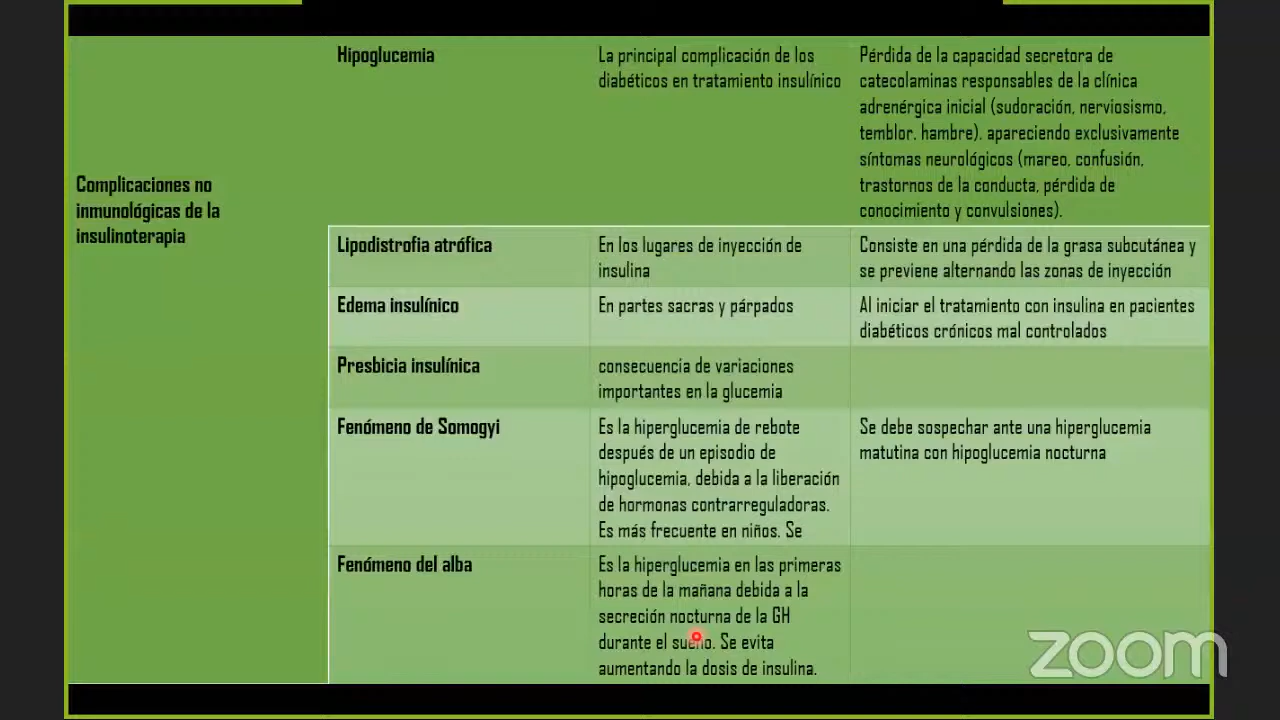 Complicaciones no
inmunológicas de la
insulinoterapia
Hipoglucemia
La principal complicación de los
diabéticos en tratamiento insulínico
Pérdida de la capacidad secretora de
catecolaminas responsables de la clínica
adrenérgica inicial (sudoración, nerviosismo,
temblor. hambre). apareciendo exclusivamente
síntomas neurológicos (mareo. confusión,
trastornos de la conducta, pérdida de
conocimiento y convulsiones).
Lipodistrofia atrófica
En los lugares de inyección de
insulina
Consiste en una pérdida de la grasa subcutánea y
se previene alternando las zonas de inyección
Edema insulínico
En partes sacras y párpados
Al iniciar el tratamiento con insulina en pacientes
diabéticos crónicos mal controlados
Presbicia insulínica
consecuencia de variaciones
importantes en la glucemia
Fenómeno de Somogyi
Es la hiperglucemia de rebote
después de un episodio de
hipoglucemia, debida a la liberación
de hormonas contrarreguladoras.
Es más frecuente en niños. Se
Se debe sospechar ante una hiperglucemia
matutina con hipoglucemia nocturna
Fenómeno del alba
Es la hiperglucemia en las primeras
horas de la mañana debida a la
secreción nocturna de la GH
durante el sueño. Se evita
aumentando la dosis de insulina.
zoom